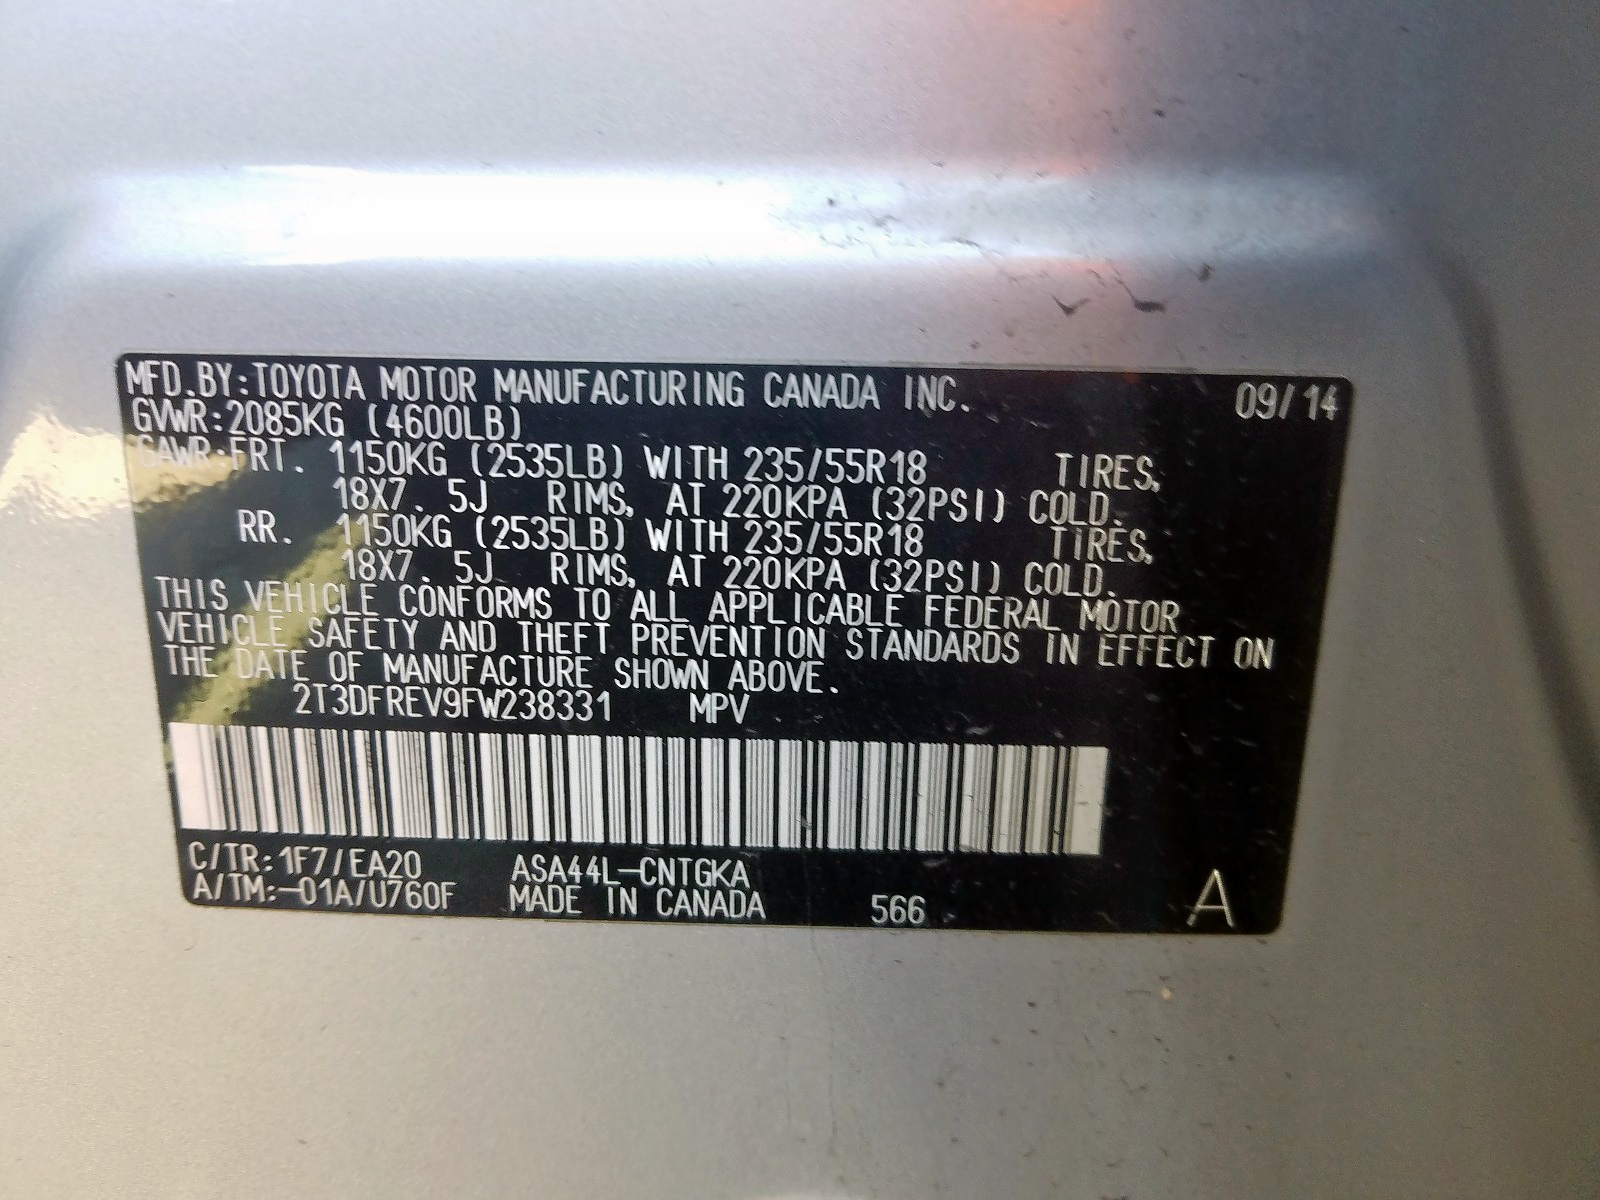 MFD.BY:TOYOTA MOTOR MANUFACTURING CANADA INC. 09/14
GVWR:2085KG (4600LB)
GAWR:FRT. 1150KG (2535LB) WITH 235/55R18 TIRES,
18X7. 5J RIMS, AT 220KPA (32PSI) COLD.
RR. 1150KG (2535LB) WITH 235/55R18 TIRES,
18X7. 5J RIMS, AT 220KPA (32PSI) COLD.
THIS VEHICLE CONFORMS TO ALL APPLICABLE FEDERAL MOTOR
VEHICLE SAFETY AND THEFT PREVENTION STANDARDS IN EFFECT ON
THE DATE OF MANUFACTURE SHOWN ABOVE.
2T3DFREV9FW238331 MPV
C/TR:1F7/EA20 ASA44L-CNTGKA
A/TM:-01A/U760F MADE IN CANADA 566 A